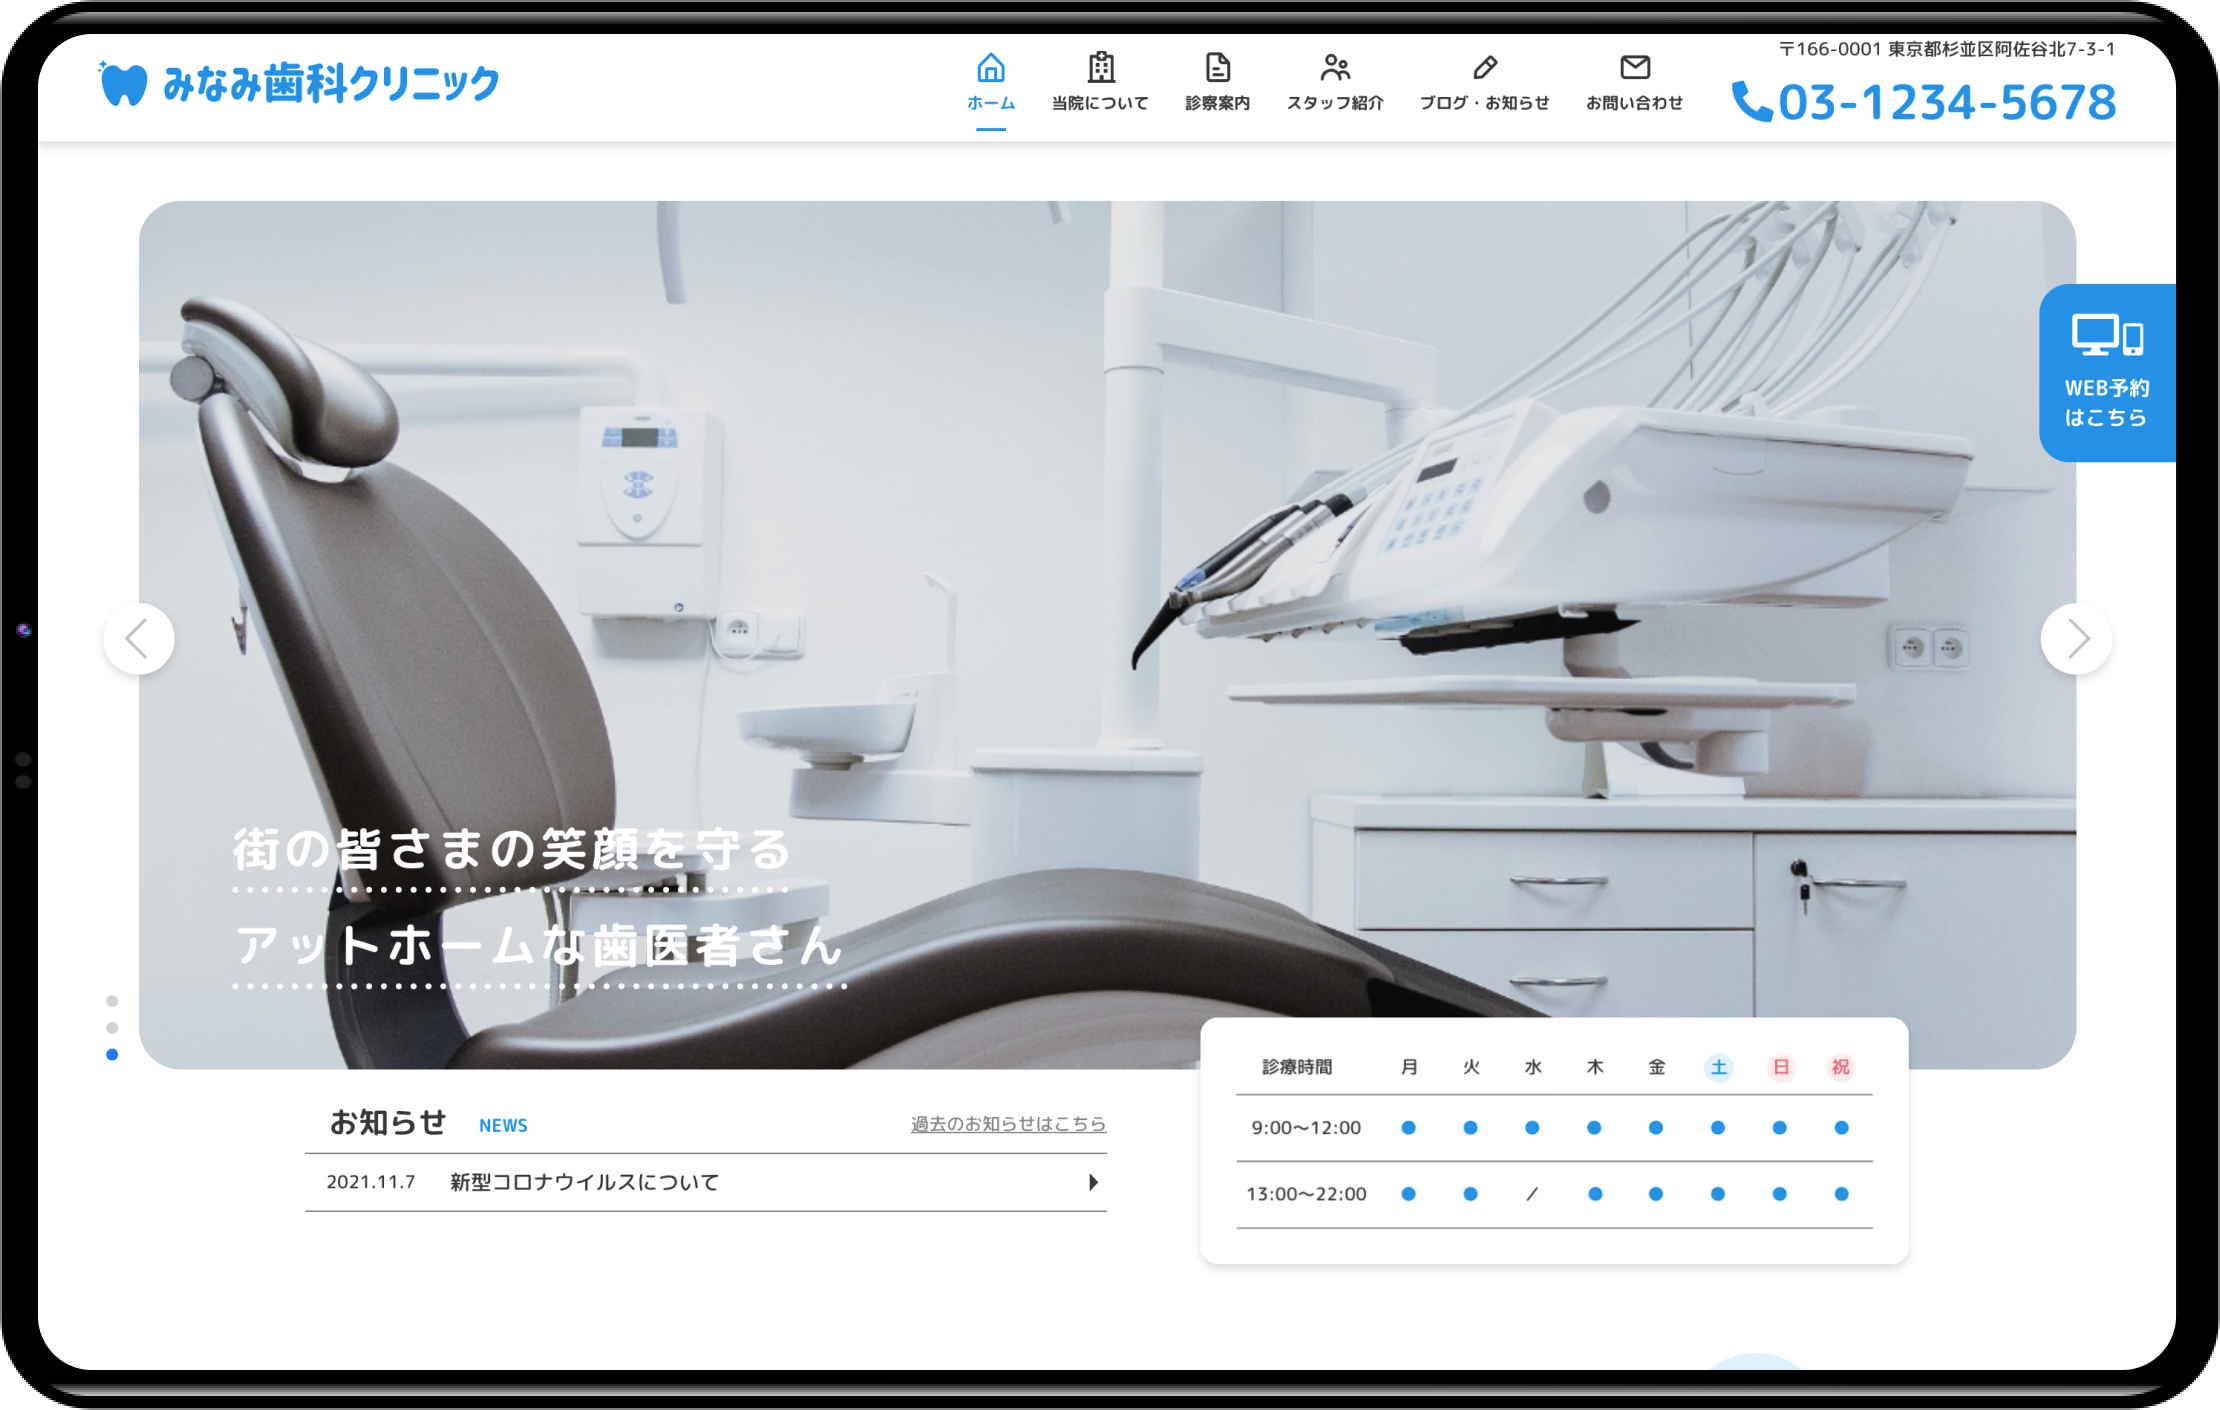 みなみ歯科クリニック
ホーム
当院について
診察案内
スタッフ紹介
ブログ・お知らせ
お問い合わせ
〒166-0001 東京都杉並区阿佐谷北7-3-1
03-1234-5678
WEB予約
はこちら
街の皆さまの笑顔を守る
アットホームな歯医者さん
お知らせ NEWS 過去のお知らせはこちら
2021.11.7 新型コロナウイルスについて
診療時間 月 火 水 木 金 土 日 祝
9:00〜12:00 ● ● ● ● ● ● ● ●
13:00〜22:00 ● ● / ● ● ● ● ●